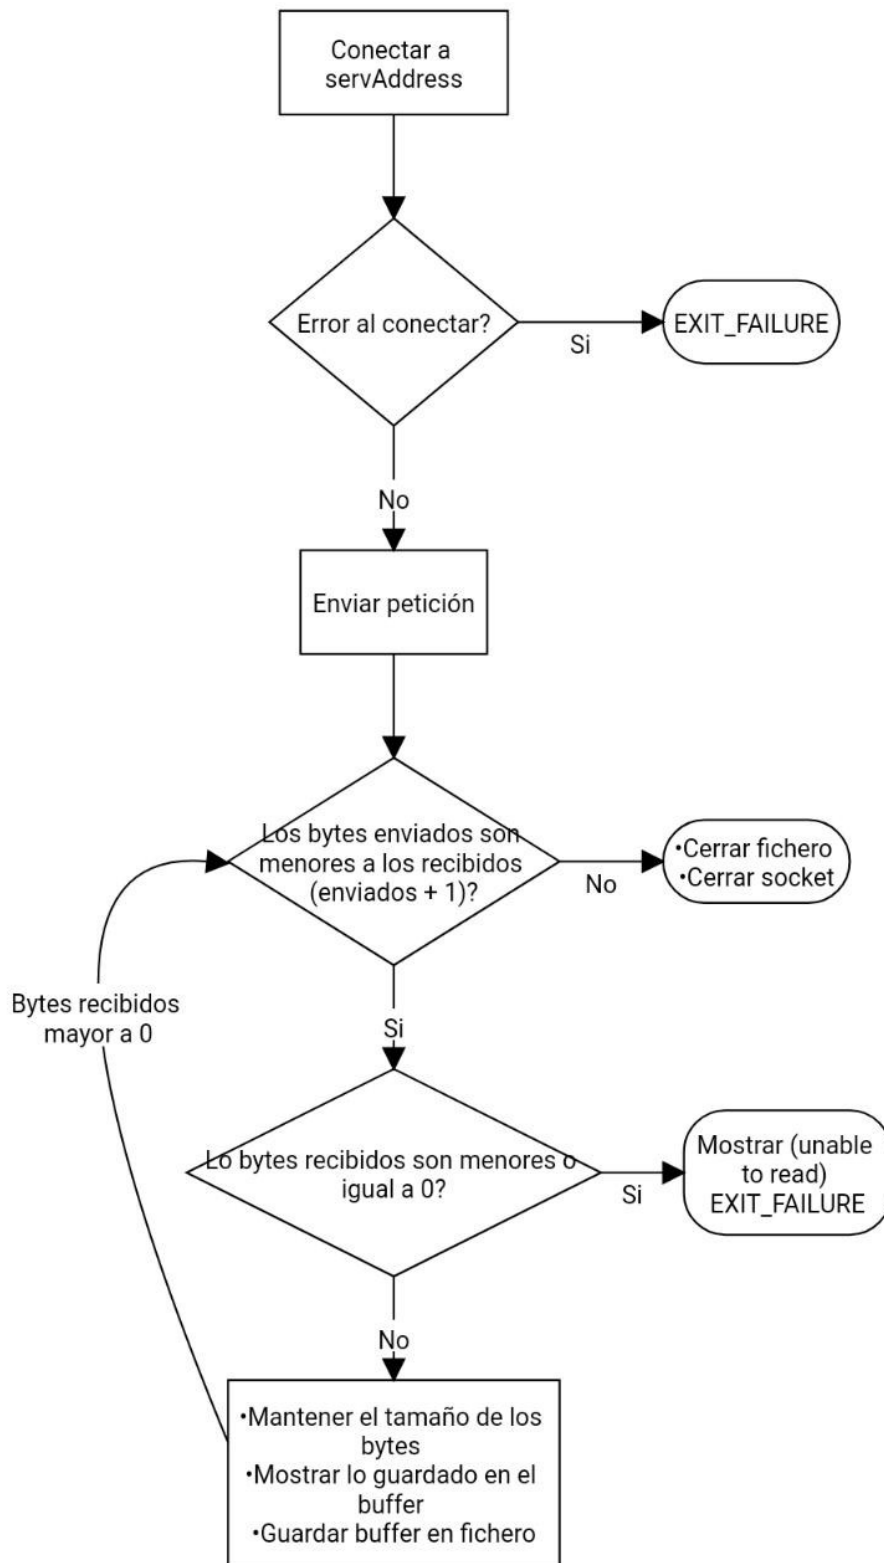 Conectar a
servAddress
Error al conectar?
Si
EXIT_FAILURE
No
Enviar petición
Los bytes enviados son
menores a los recibidos
(enviados + 1)?
No
•Cerrar fichero
•Cerrar socket
Bytes recibidos
mayor a 0
Si
Lo bytes recibidos son menores o
igual a 0?
Si
Mostrar (unable
to read)
EXIT_FAILURE
No
•Mantener el tamaño de los
bytes
•Mostrar lo guardado en el
buffer
•Guardar buffer en fichero